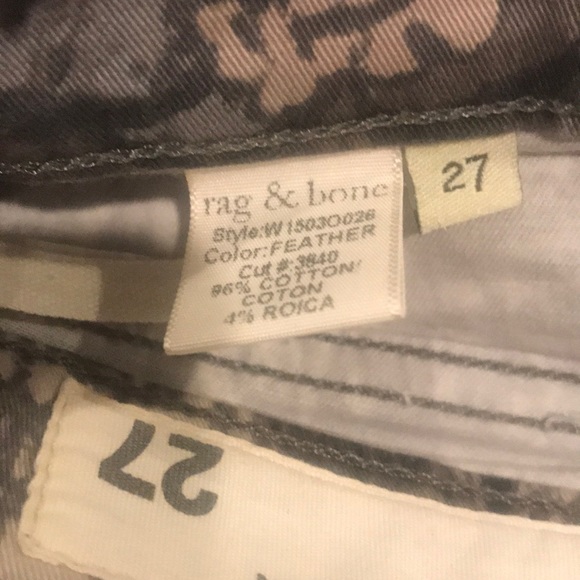 rag & bone
Style:W1503O026
Color:FEATHER
Cut #:3840
96% COTTON/
COTON
4% ROICA
27
27